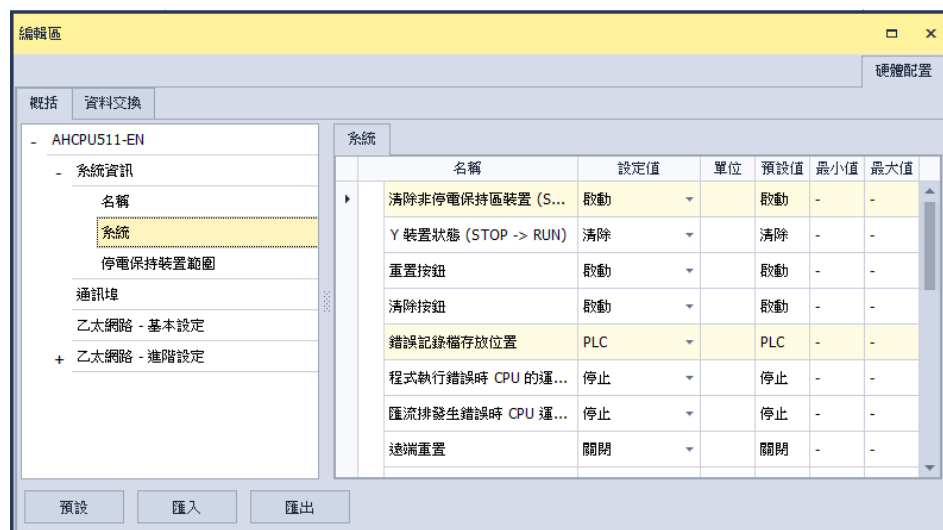 編輯區
硬體配置
概括 資料交換
- AHCPU511-EN
- 系統資訊
名稱
系統
停電保持裝置範圍
通訊埠
乙太網路 - 基本設定
+ 乙太網路 - 進階設定
系統
名稱 設定值 單位 預設值 最小值 最大值
清除非停電保持區裝置 (S... 啟動 啟動 - -
Y 裝置狀態 (STOP -> RUN) 清除 清除 - -
重置按鈕 啟動 啟動 - -
清除按鈕 啟動 啟動 - -
錯誤記錄檔存放位置 PLC PLC - -
程式執行錯誤時 CPU 的運... 停止 停止 - -
匯流排發生錯誤時 CPU 運... 停止 停止 - -
遠端重置 關閉 關閉 - -
預設 匯入 匯出